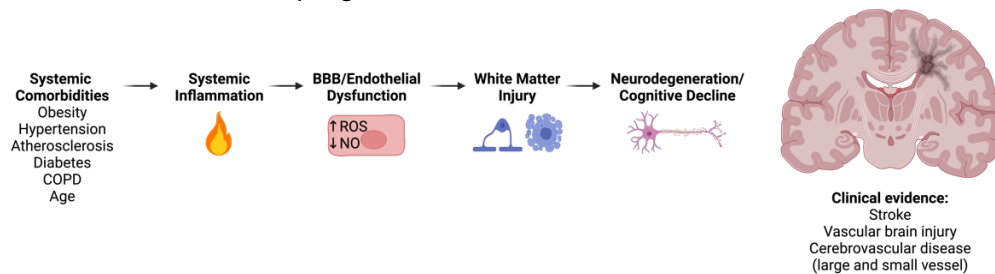 Systemic
Comorbidities
Obesity
Hypertension
Atherosclerosis
Diabetes
COPD
Age
Systemic
Inflammation
BBB/Endothelial
Dysfunction
↑ROS
↓NO
White Matter
Injury
Neurodegeneration/
Cognitive Decline
Clinical evidence:
Stroke
Vascular brain injury
Cerebrovascular disease
(large and small vessel)